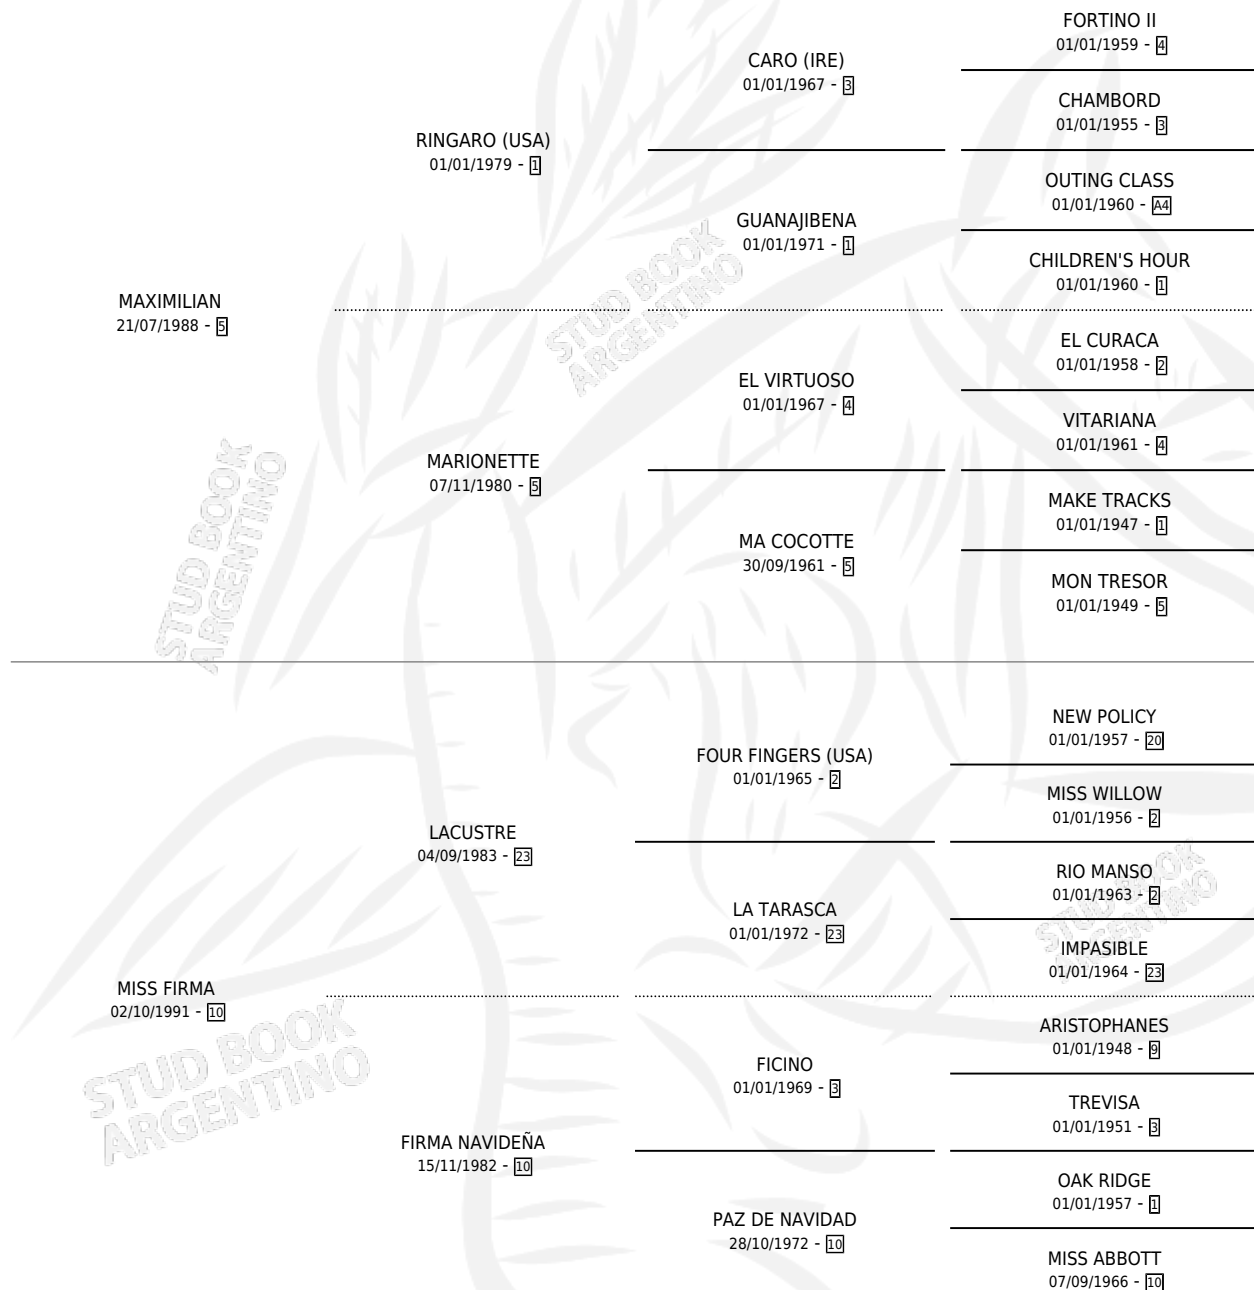 FORTINO II
01/01/1959 - 4
CARO (IRE)
01/01/1967 - 3
CHAMBORD
01/01/1955 - 3
RINGARO (USA)
01/01/1979 - 1
OUTING CLASS
01/01/1960 - A4
GUANAJIBENA
01/01/1971 - 1
CHILDREN'S HOUR
01/01/1960 - 1
MAXIMILIAN
21/07/1988 - 5
EL CURACA
01/01/1958 - 2
EL VIRTUOSO
01/01/1967 - 4
VITARIANA
01/01/1961 - 4
MARIONETTE
07/11/1980 - 5
MAKE TRACKS
01/01/1947 - 1
MA COCOTTE
30/09/1961 - 5
MON TRESOR
01/01/1949 - 5
NEW POLICY
01/01/1957 - 20
FOUR FINGERS (USA)
01/01/1965 - 2
MISS WILLOW
01/01/1956 - 2
LACUSTRE
04/09/1983 - 23
RIO MANSO
01/01/1963 - 2
LA TARASCA
01/01/1972 - 23
IMPASIBLE
01/01/1964 - 23
MISS FIRMA
02/10/1991 - 10
ARISTOPHANES
01/01/1948 - 9
FICINO
01/01/1969 - 3
TREVISA
01/01/1951 - 3
FIRMA NAVIDEÑA
15/11/1982 - 10
OAK RIDGE
01/01/1957 - 1
PAZ DE NAVIDAD
28/10/1972 - 10
MISS ABBOTT
07/09/1966 - 10
STUD BOOK
ARGENTINO
STUD BOOK
ARGENTINO
STUD BOOK
ARGENTINO
STUD BOOK
ARGENTINO